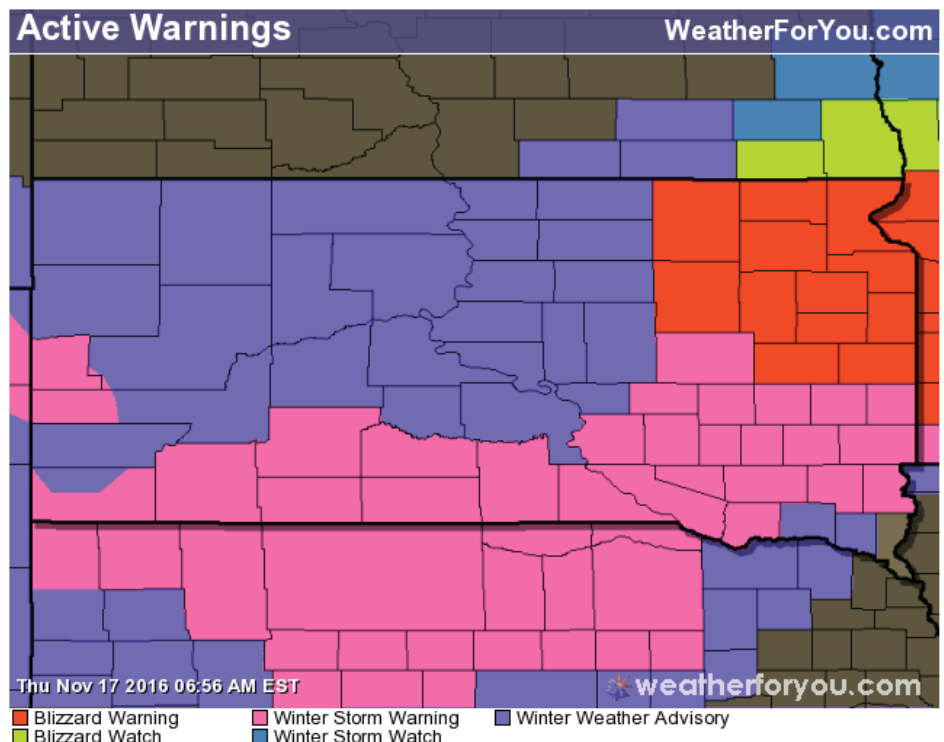 Active Warnings WeatherForYou.com
Thu Nov 17 2016 06:56 AM EST weatherforyou.com
Blizzard Warning Winter Storm Warning Winter Weather Advisory
Blizzard Watch Winter Storm Watch